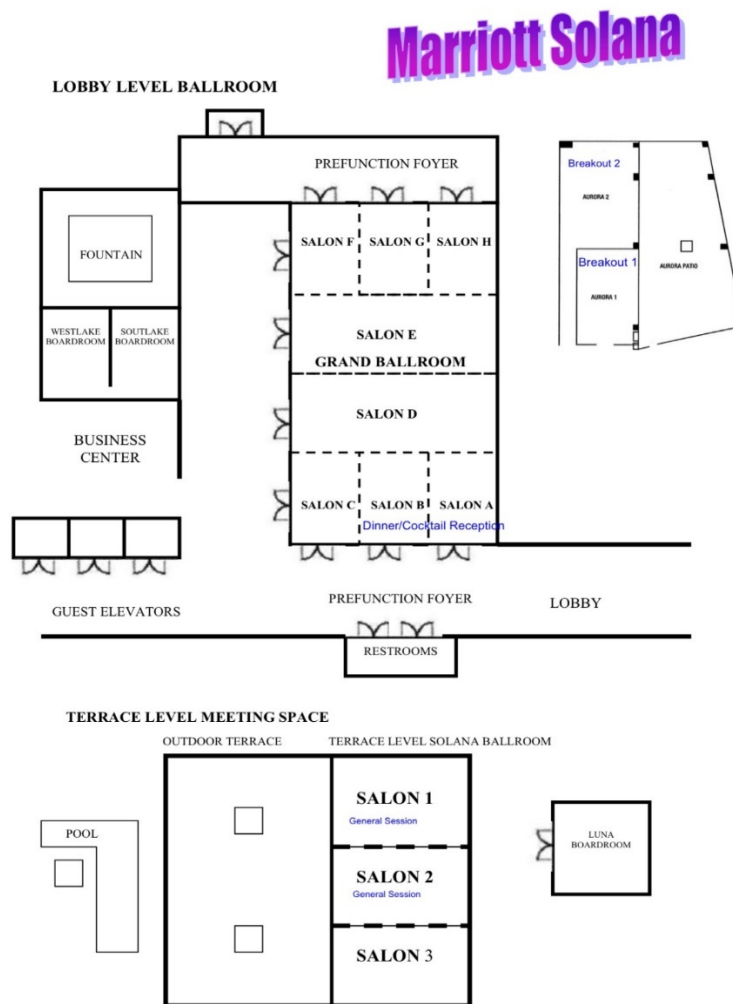 Marriott Solana
LOBBY LEVEL BALLROOM
PREFUNCTION FOYER
Breakout 2
AURORA 2
FOUNTAIN
SALON F
SALON G
SALON H
Breakout 1
AURORA PATIO
AURORA 1
WESTLAKE
BOARDROOM
SOUTLAKE
BOARDROOM
SALON E
GRAND BALLROOM
SALON D
BUSINESS
CENTER
SALON C
SALON B
SALON A
Dinner/Cocktail Reception
GUEST ELEVATORS
PREFUNCTION FOYER
LOBBY
RESTROOMS
TERRACE LEVEL MEETING SPACE
OUTDOOR TERRACE
TERRACE LEVEL SOLANA BALLROOM
SALON 1
General Session
POOL
LUNA
BOARDROOM
SALON 2
General Session
SALON 3